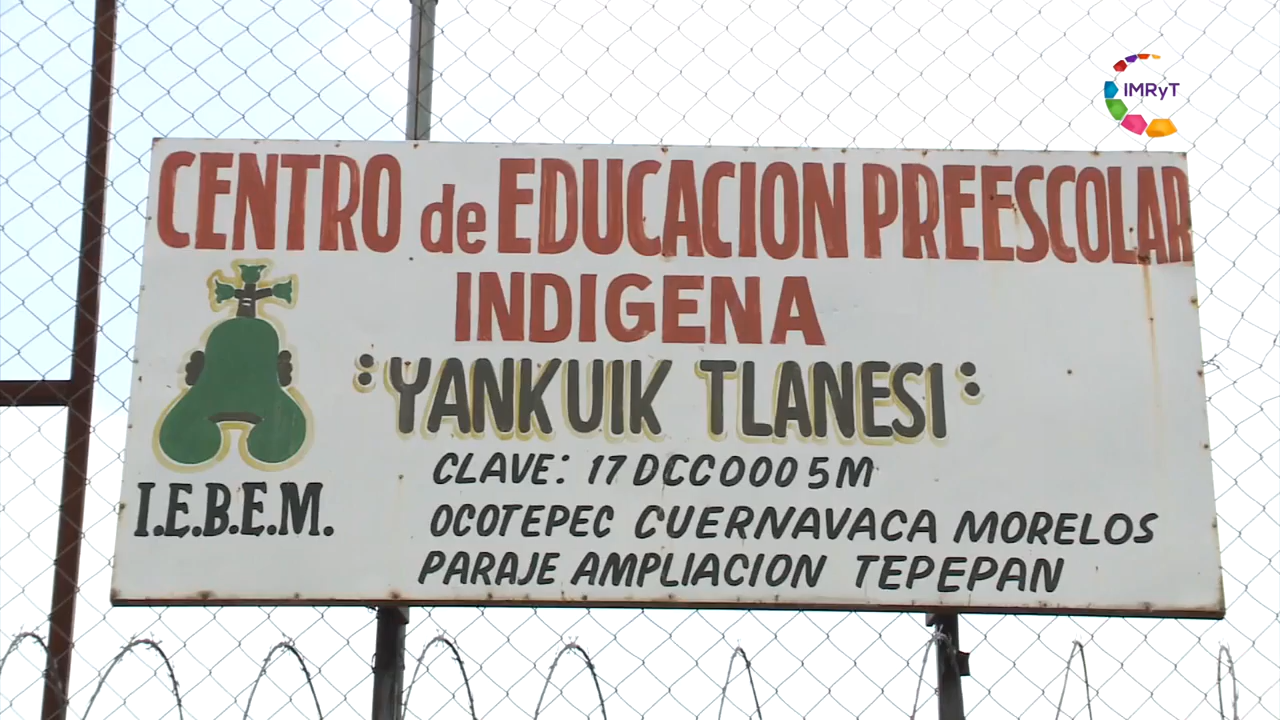 IMRyT
CENTRO de EDUCACION PREESCOLAR
INDIGENA
"YANKUIK TLANESI"
CLAVE: 17DCC0005M
I.E.B.E.M.
OCOTEPEC CUERNAVACA MORELOS
PARAJE AMPLIACION TEPEPAN